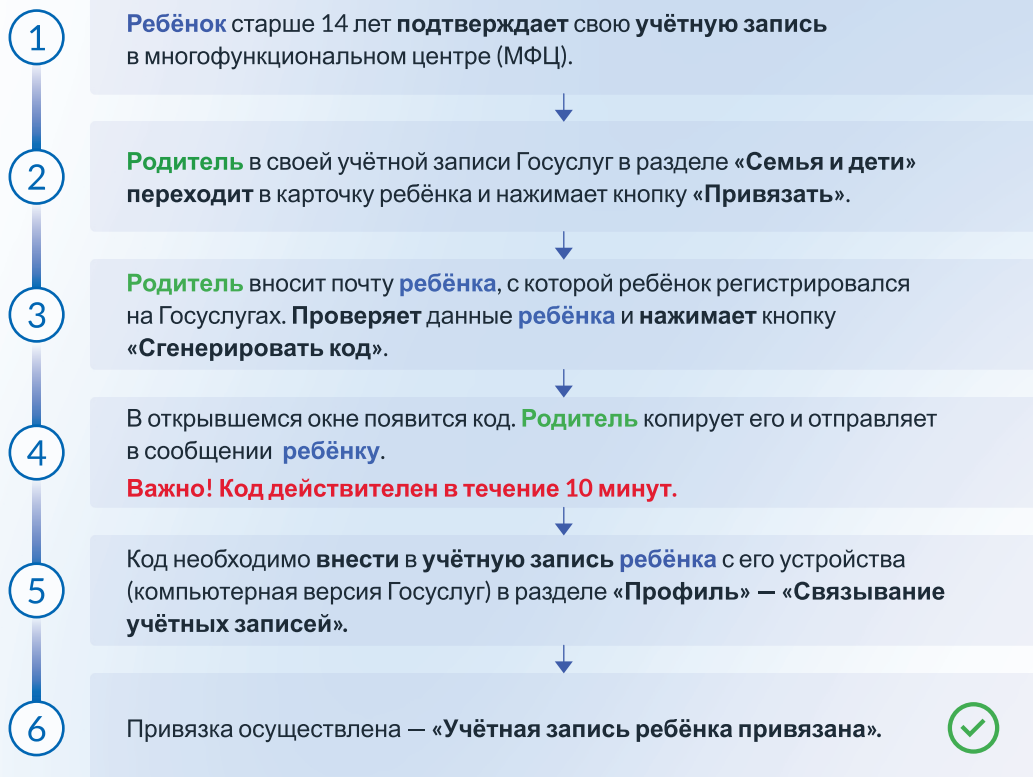 1
Ребёнок старше 14 лет подтверждает свою учётную запись
в многофункциональном центре (МФЦ).
2
Родитель в своей учётной записи Госуслуг в разделе «Семья и дети»
переходит в карточку ребёнка и нажимает кнопку «Привязать».
3
Родитель вносит почту ребёнка, с которой ребёнок регистрировался
на Госуслугах. Проверяет данные ребёнка и нажимает кнопку
«Сгенерировать код».
4
В открывшемся окне появится код. Родитель копирует его и отправляет
в сообщении ребёнку.
Важно! Код действителен в течение 10 минут.
5
Код необходимо внести в учётную запись ребёнка с его устройства
(компьютерная версия Госуслуг) в разделе «Профиль» — «Связывание
учётных записей».
6
Привязка осуществлена — «Учётная запись ребёнка привязана».